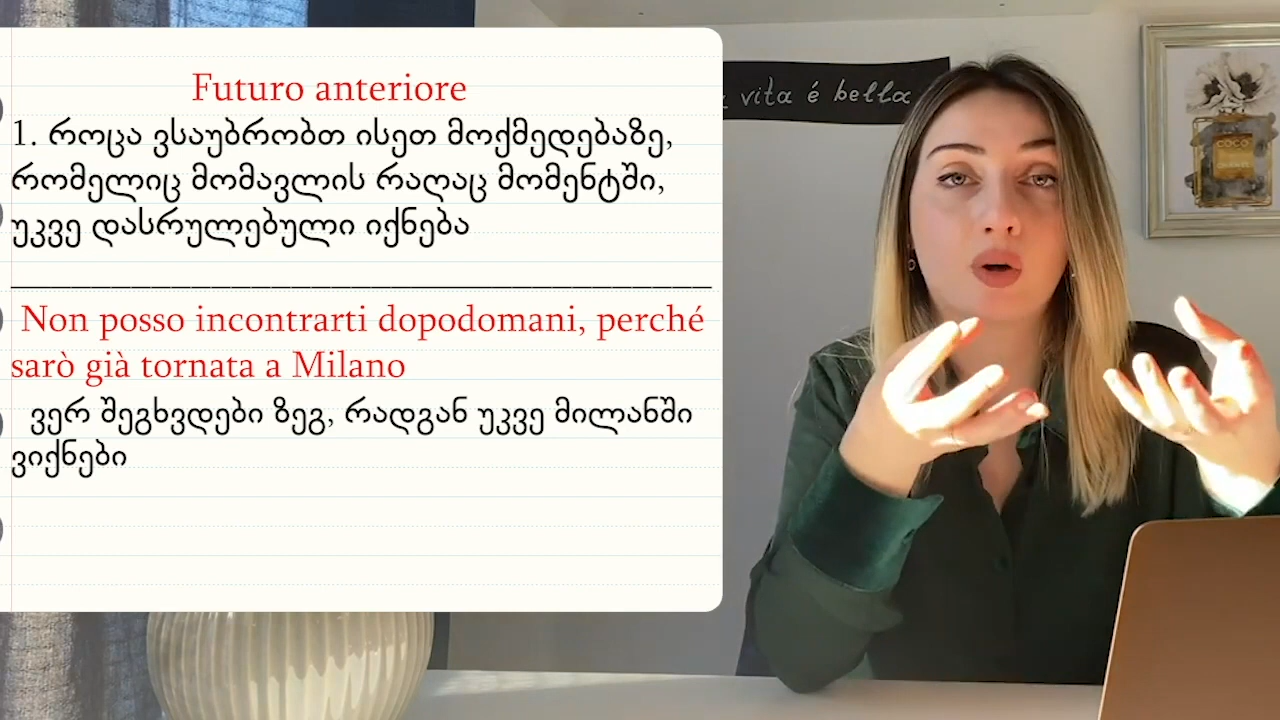 Futuro anteriore
1. როცა ვსაუბრობთ ისეთ მოქმედებაზე,
რომელიც მომავლის რაღაც მომენტში,
უკვე დასრულებული იქნება
Non posso incontrarti dopodomani, perché
sarò già tornata a Milano
ვერ შეგხვდები ზეგ, რადგან უკვე მილანში
ვიქნები
vita é bella
COCO